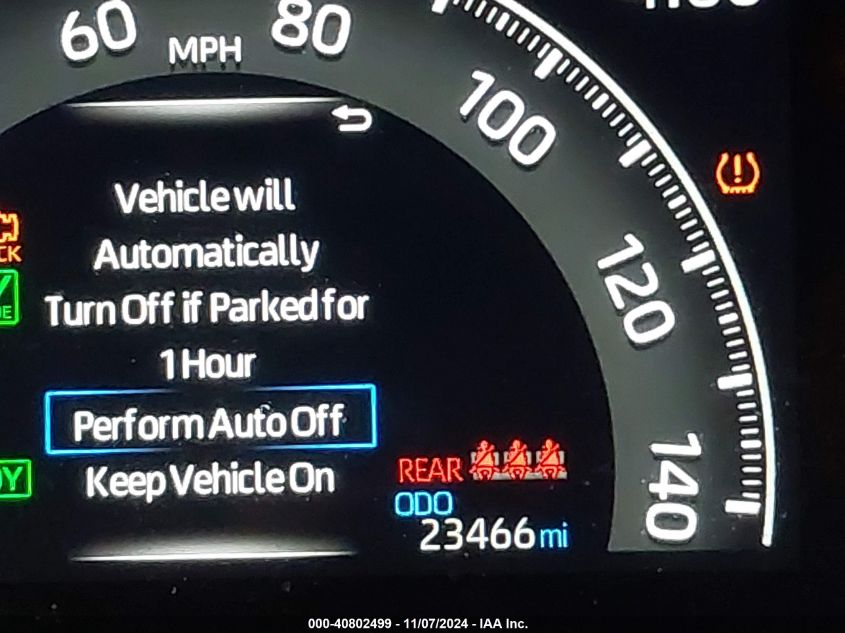 60
MPH
80
100
120
140
Vehicle will
Automatically
Turn Off if Parked for
1 Hour
Perform Auto Off
Keep Vehicle On
REAR
ODO
23466 mi
000-40802499 - 11/07/2024 - IAA Inc.